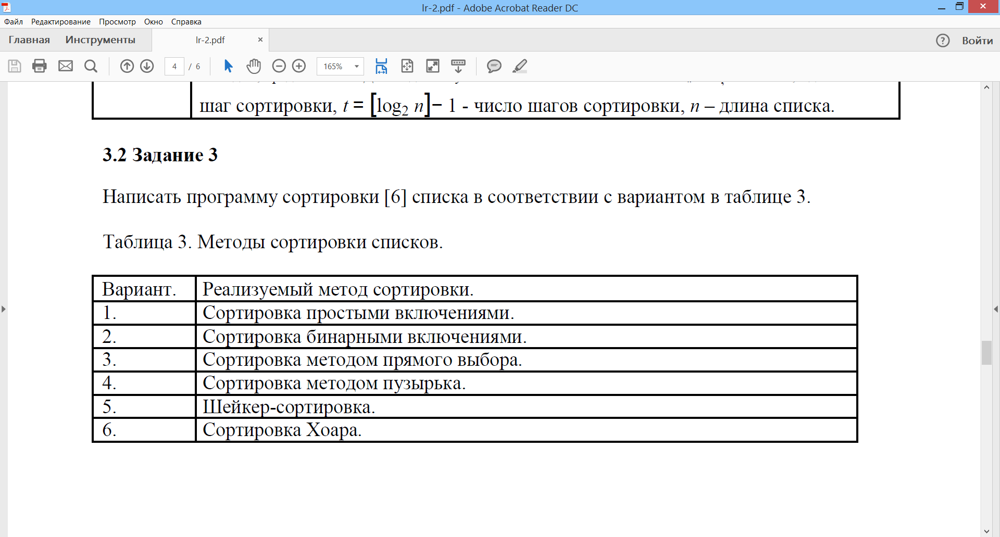 lr-2.pdf - Adobe Acrobat Reader DC
Файл Редактирование Просмотр Окно Справка
Главная Инструменты lr-2.pdf × ? Войти
4 / 6 165%
шаг сортировки, t = [log₂ n] − 1 - число шагов сортировки, n – длина списка.
3.2 Задание 3
Написать программу сортировки [6] списка в соответствии с вариантом в таблице 3.
Таблица 3. Методы сортировки списков.
Вариант. Реализуемый метод сортировки.
1. Сортировка простыми включениями.
2. Сортировка бинарными включениями.
3. Сортировка методом прямого выбора.
4. Сортировка методом пузырька.
5. Шейкер-сортировка.
6. Сортировка Хоара.